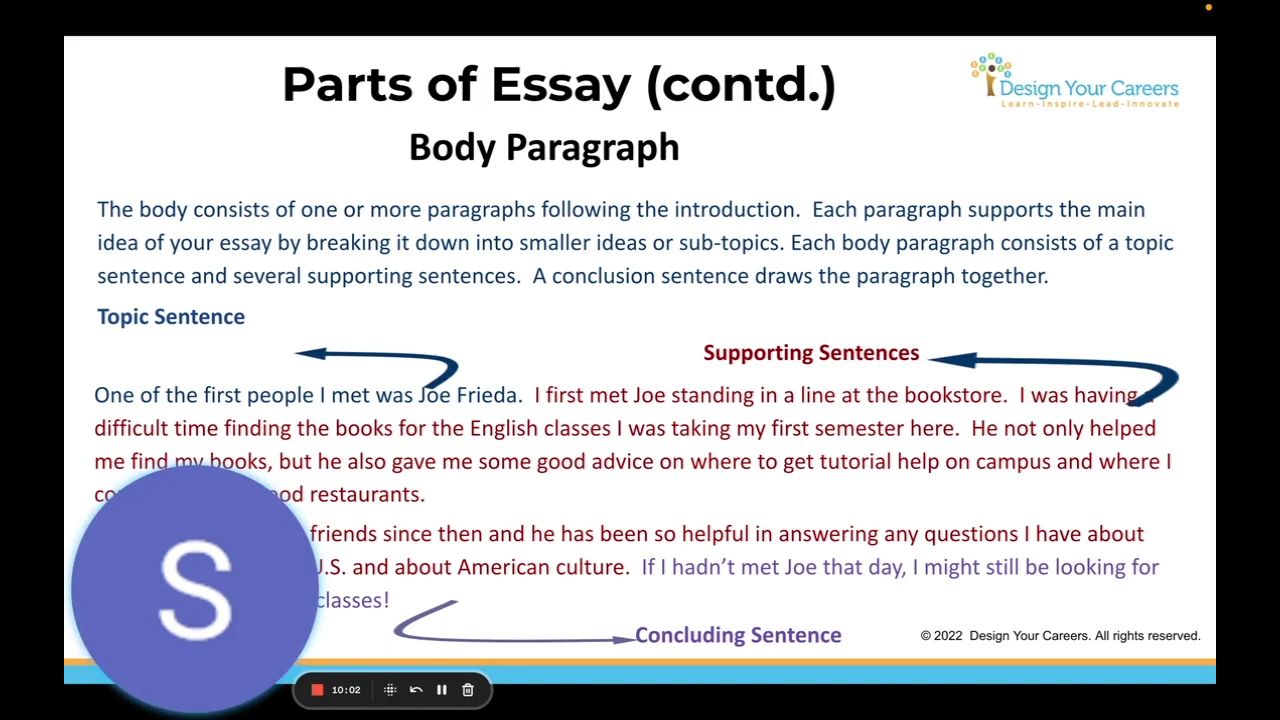 Parts of Essay (contd.)
Design Your Careers
Learn-Inspire-Lead-Innovate
Body Paragraph
The body consists of one or more paragraphs following the introduction.  Each paragraph supports the main
idea of your essay by breaking it down into smaller ideas or sub-topics. Each body paragraph consists of a topic
sentence and several supporting sentences.  A conclusion sentence draws the paragraph together.
Topic Sentence
Supporting Sentences
One of the first people I met was Joe Frieda.  I first met Joe standing in a line at the bookstore.  I was having a
difficult time finding the books for the English classes I was taking my first semester here.  He not only helped
me find my books, but he also gave me some good advice on where to get tutorial help on campus and where I
restaurants.
friends since then and he has been so helpful in answering any questions I have about
U.S. and about American culture.  If I hadn't met Joe that day, I might still be looking for
classes!
Concluding Sentence
© 2022  Design Your Careers. All rights reserved.
S
10:02